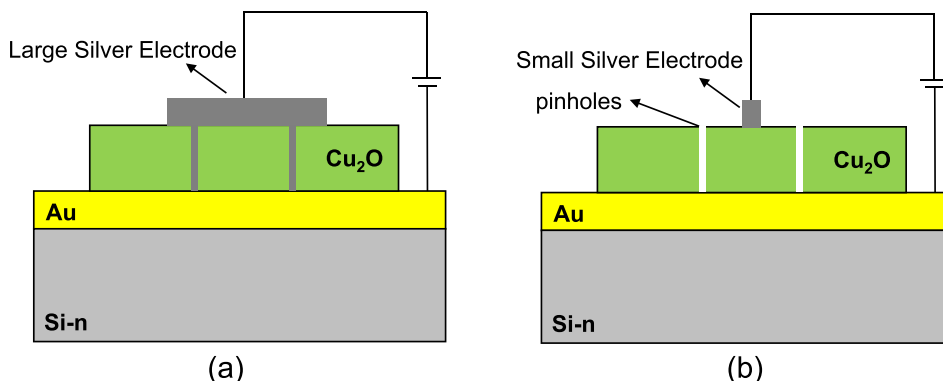 Large Silver Electrode
Cu₂O
Au
Si-n
(a)
Small Silver Electrode
pinholes
Cu₂O
Au
Si-n
(b)